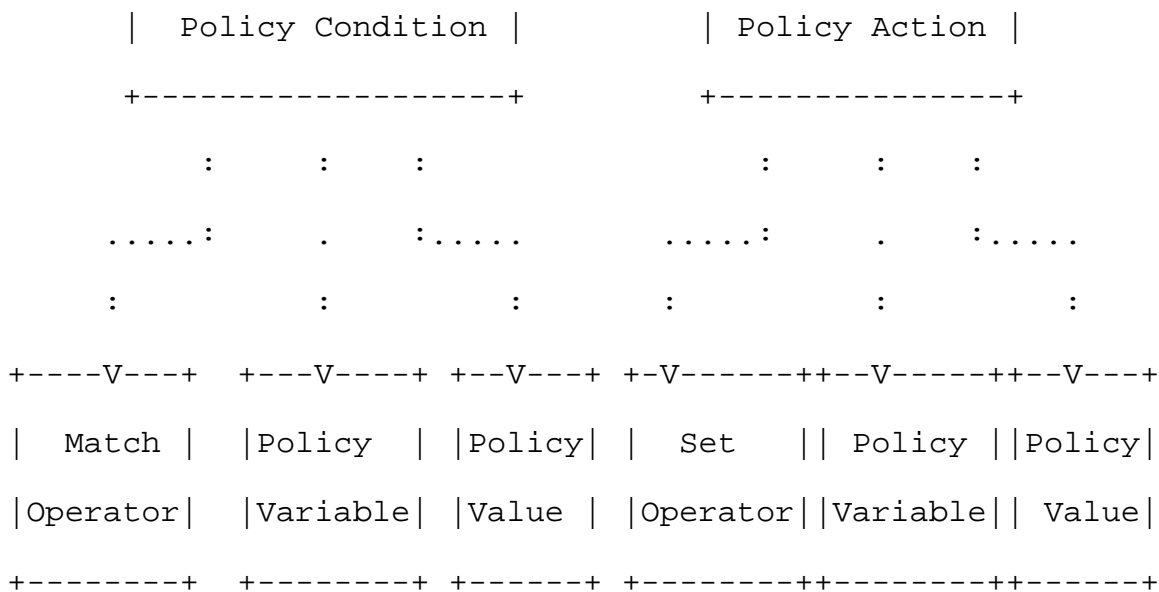 |  Policy Condition |          | Policy Action |
+-------------------+          +---------------+
:     :    :                 :     :    :
.....:     .    :.....       .....:     .    :.....
:          :         :       :          :         :
+----V---+  +---V----+ +--V---+ +-V------++--V-----++--V---+
|  Match |  |Policy  | |Policy| |  Set   || Policy ||Policy|
|Operator|  |Variable| |Value | |Operator||Variable|| Value|
+--------+  +--------+ +------+ +--------++--------++------+